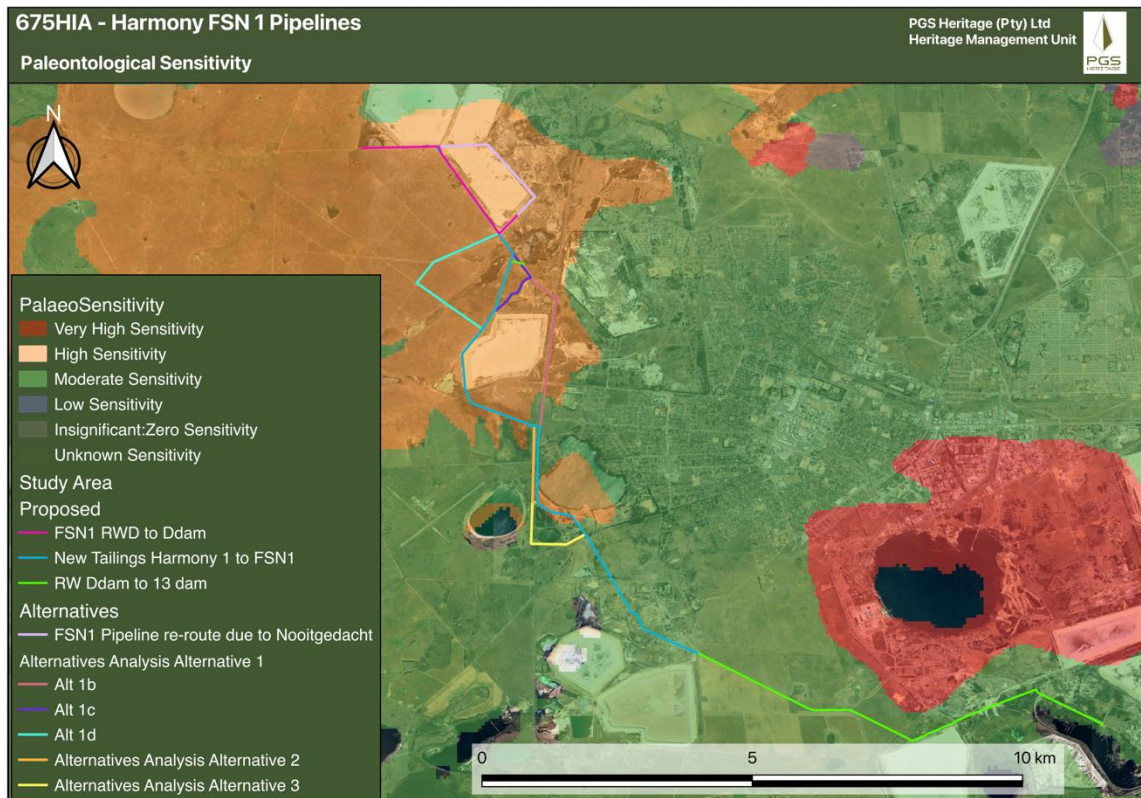 675HIA - Harmony FSN 1 Pipelines
Paleontological Sensitivity
PGS Heritage (Pty) Ltd
Heritage Management Unit
PGS
HERITAGE
N
PalaeoSensitivity
Very High Sensitivity
High Sensitivity
Moderate Sensitivity
Low Sensitivity
Insignificant:Zero Sensitivity
Unknown Sensitivity
Study Area
Proposed
FSN1 RWD to Ddam
New Tailings Harmony 1 to FSN1
RW Ddam to 13 dam
Alternatives
FSN1 Pipeline re-route due to Nooitgedacht
Alternatives Analysis Alternative 1
Alt 1b
Alt 1c
Alt 1d
Alternatives Analysis Alternative 2
Alternatives Analysis Alternative 3
0 5 10 km